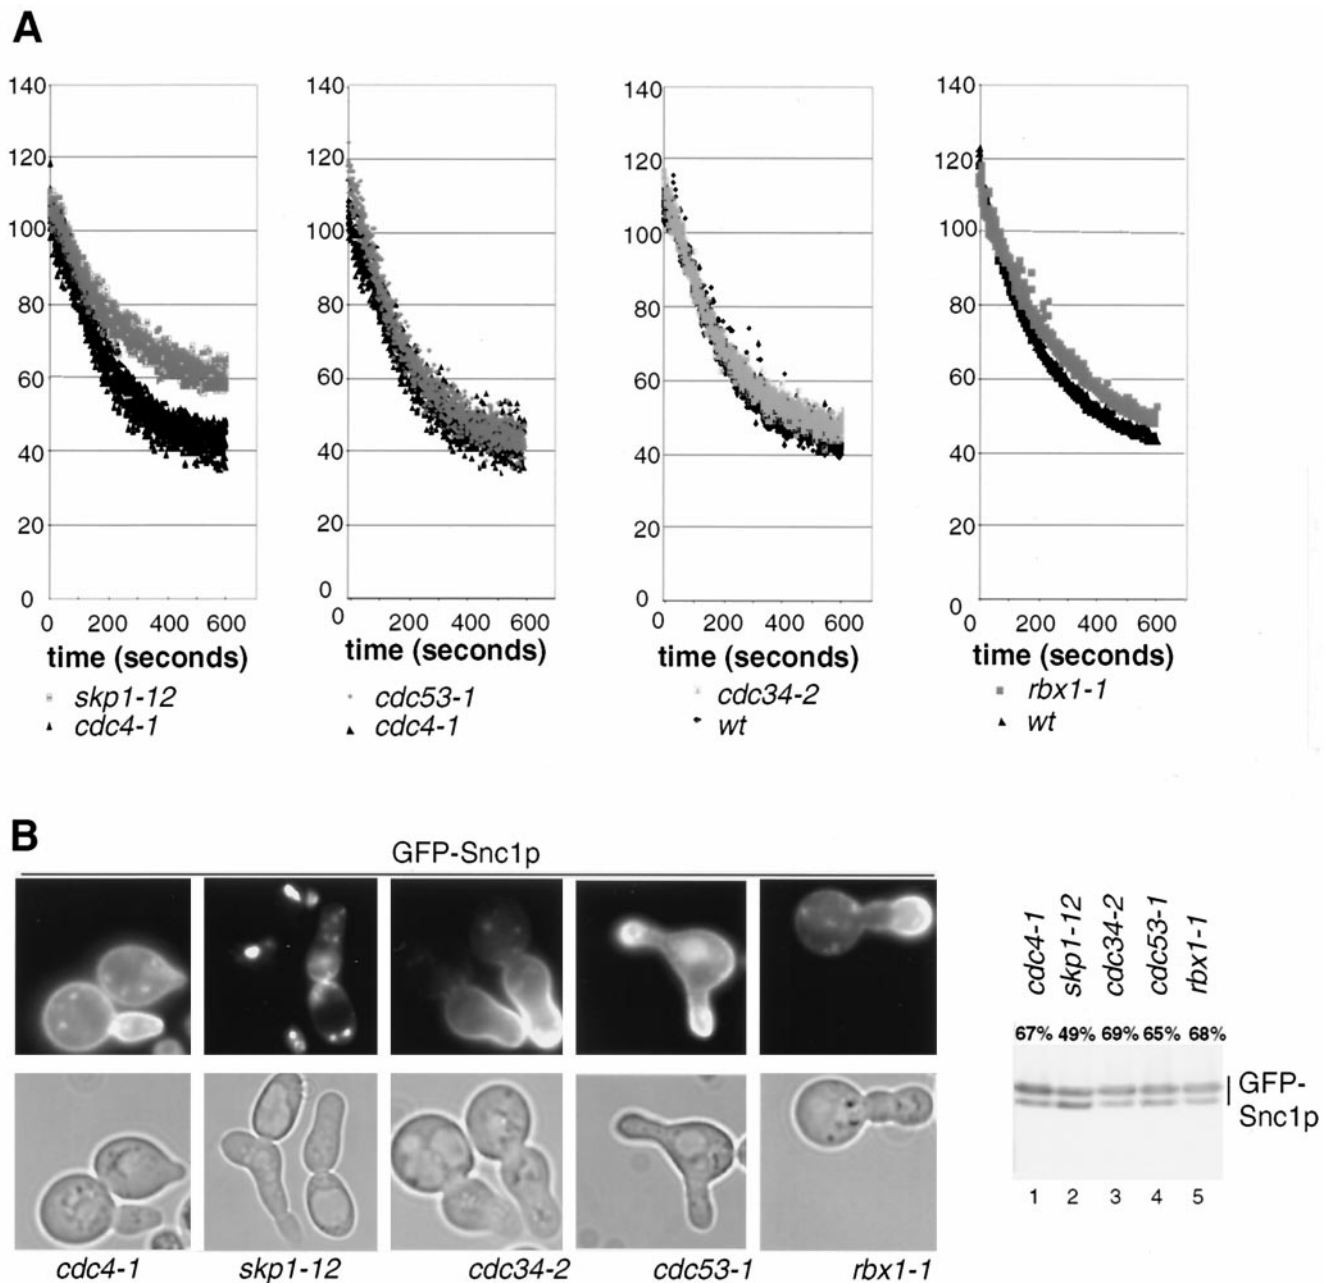 A
140
120
100
80
60
40
20
0
0 200 400 600
time (seconds)
skp1-12
cdc4-1
140
120
100
80
60
40
20
0
0 200 400 600
time (seconds)
cdc53-1
cdc4-1
140
120
100
80
60
40
20
0
0 200 400 600
time (seconds)
cdc34-2
wt
140
120
100
80
60
40
20
0
0 200 400 600
time (seconds)
rbx1-1
wt
B
GFP-Snc1p
cdc4-1 skp1-12 cdc34-2 cdc53-1 rbx1-1
cdc4-1
skp1-12
cdc34-2
cdc53-1
rbx1-1
67% 49% 69% 65% 68%
GFP-
Snc1p
1 2 3 4 5